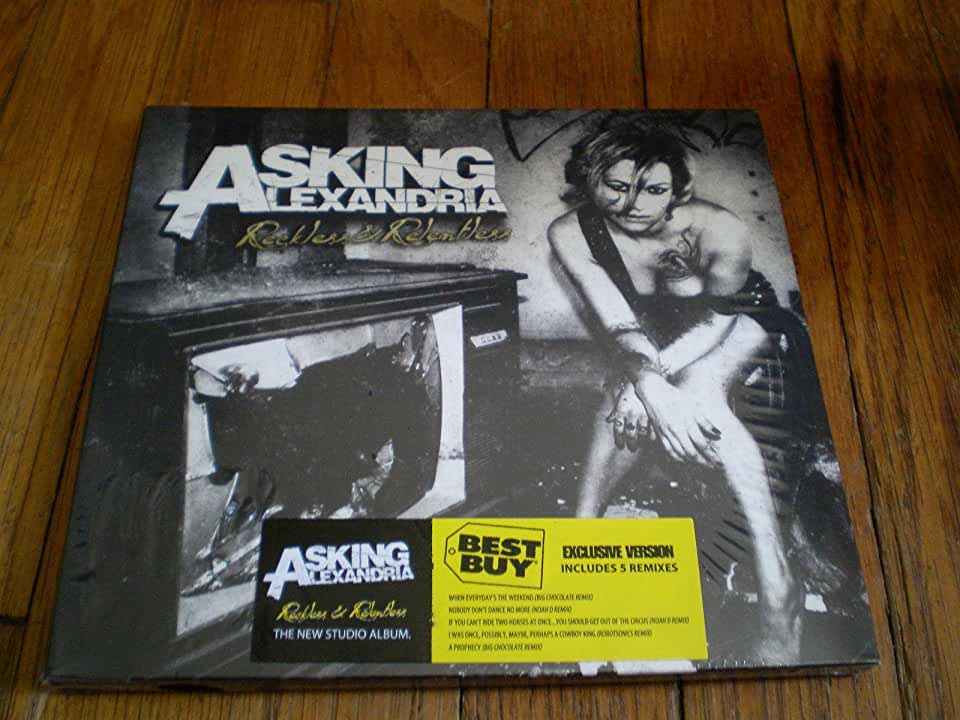 ASKING
ALEXANDRIA
Reckless & Relentless
ASKING
ALEXANDRIA
Reckless & Relentless
THE NEW STUDIO ALBUM.
BEST
BUY
EXCLUSIVE VERSION
INCLUDES 5 REMIXES
WHEN EVERYDAY'S THE WEEKEND (BIG CHOCOLATE REMIX)
NOBODY DON'T DANCE NO MORE (NOAH D REMIX)
IF YOU CAN'T RIDE TWO HORSES AT ONCE...YOU SHOULD GET OUT OF THE CIRCUS (NOAH D REMIX)
I WAS ONCE, POSSIBLY, MAYBE, PERHAPS A COWBOY KING (ROBOTSONICS REMIX)
A PROPHECY (BIG CHOCOLATE REMIX)